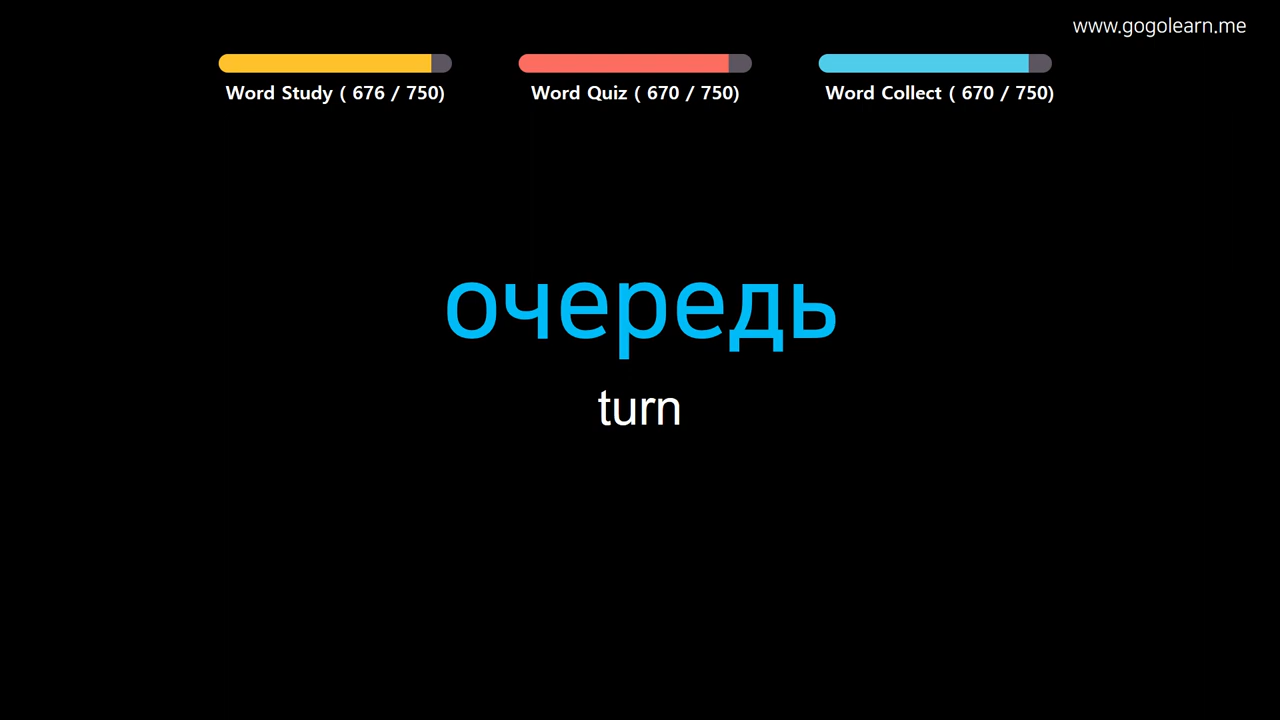 www.gogolearn.me
Word Study ( 676 / 750)
Word Quiz ( 670 / 750)
Word Collect ( 670 / 750)
очередь
turn